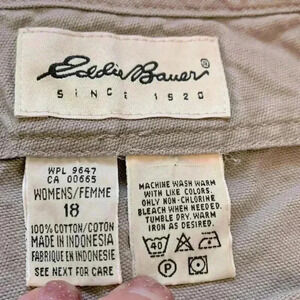 Eddie Bauer®
SINCE 1920
WPL 9647
CA 00665
WOMENS/FEMME
18
100% COTTON/COTON
MADE IN INDONESIA
FABRIQUE EN INDONESIE
SEE NEXT FOR CARE
MACHINE WASH WARM
WITH LIKE COLORS.
ONLY NON-CHLORINE
BLEACH WHEN NEEDED.
TUMBLE DRY. WARM
IRON AS DESIRED.
40
P